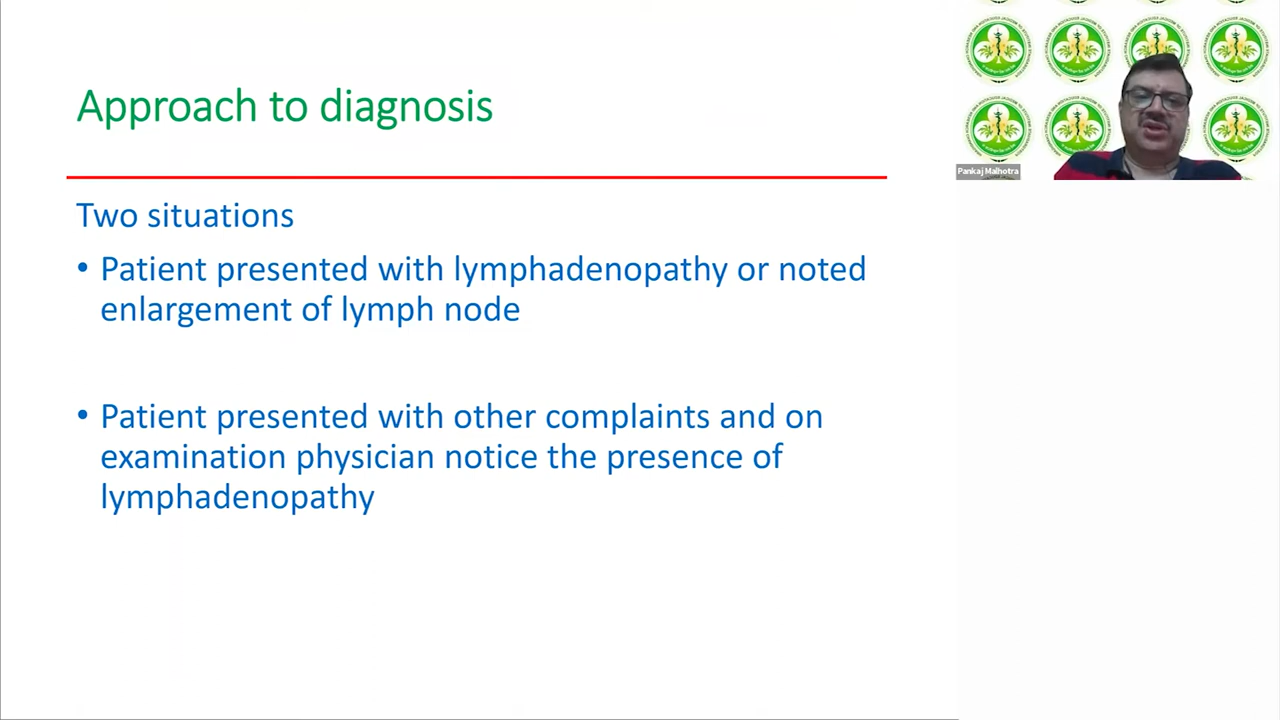 Approach to diagnosis
Two situations
• Patient presented with lymphadenopathy or noted
enlargement of lymph node
• Patient presented with other complaints and on
examination physician notice the presence of
lymphadenopathy
Pankaj Malhotra